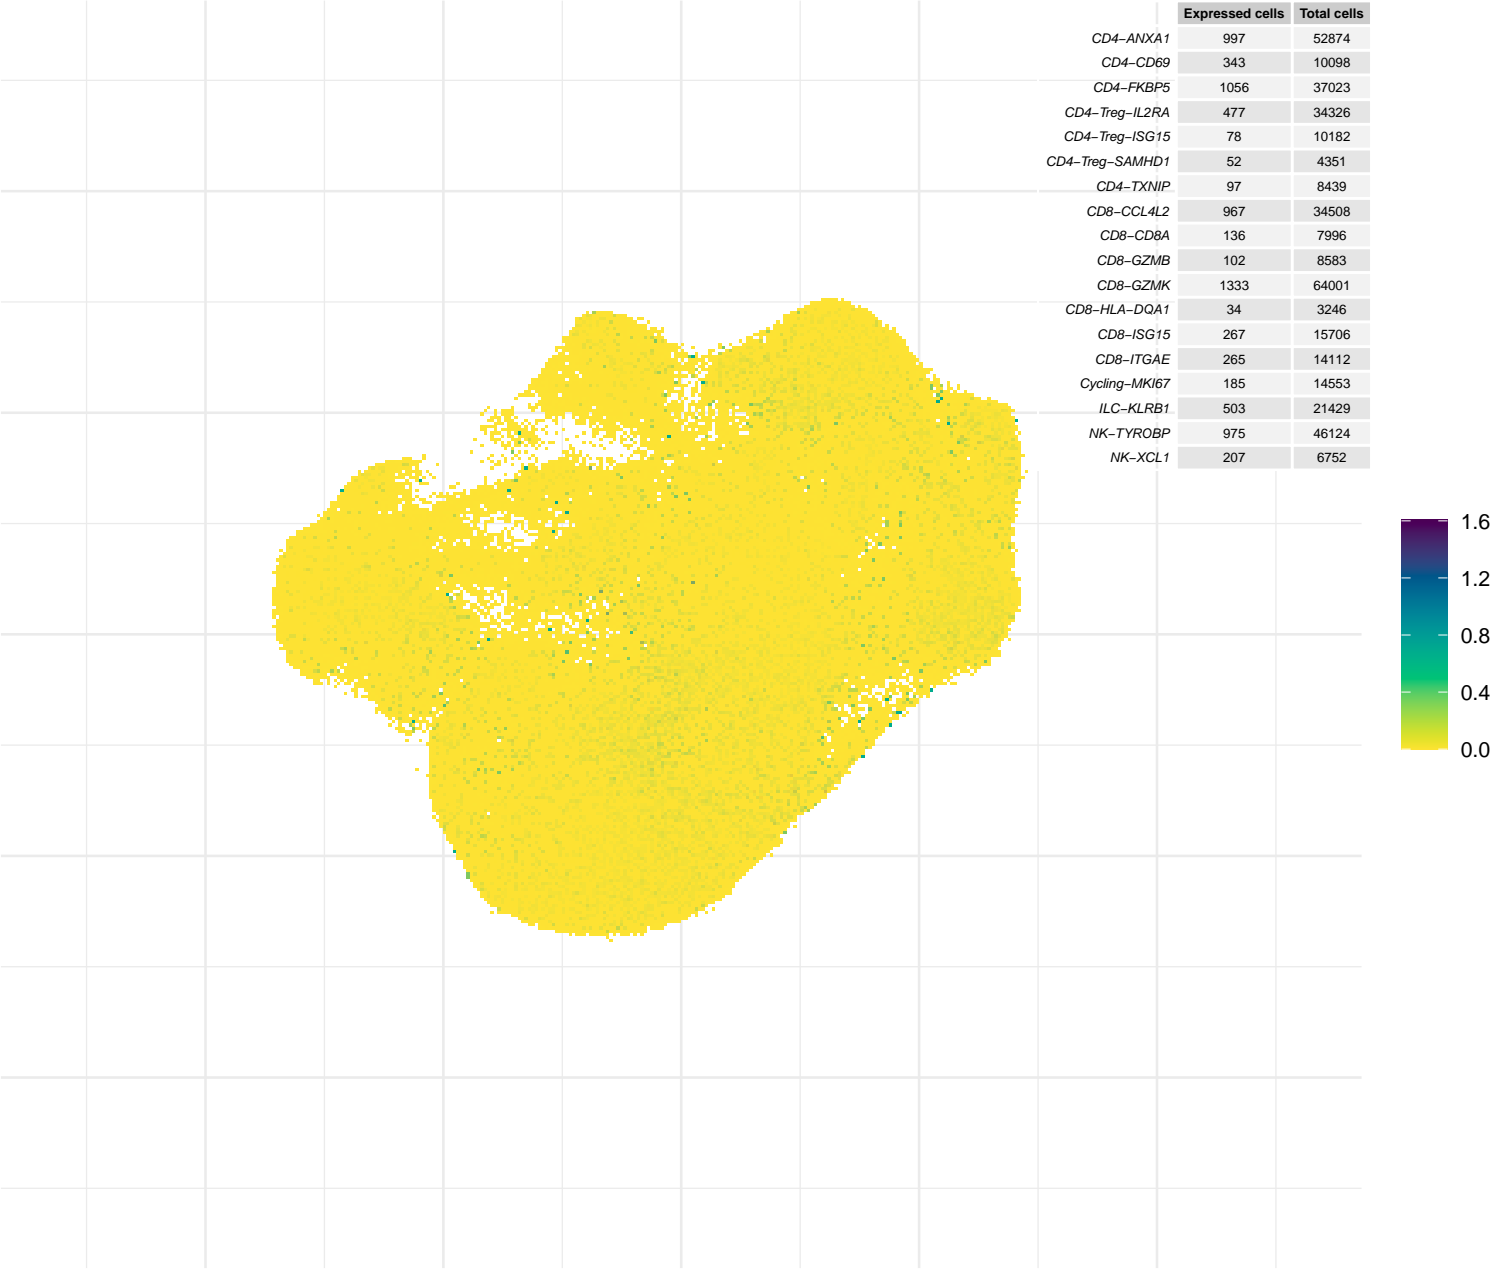 Expressed cells Total cells
CD4−ANXA1 997 52874
CD4−CD69 343 10098
CD4−FKBP5 1056 37023
CD4−Treg−IL2RA 477 34326
CD4−Treg−ISG15 78 10182
CD4−Treg−SAMHD1 52 4351
CD4−TXNIP 97 8439
CD8−CCL4L2 967 34508
CD8−CD8A 136 7996
CD8−GZMB 102 8583
CD8−GZMK 1333 64001
CD8−HLA−DQA1 34 3246
CD8−ISG15 267 15706
CD8−ITGAE 265 14112
Cycling−MKI67 185 14553
ILC−KLRB1 503 21429
NK−TYROBP 975 46124
NK−XCL1 207 6752
1.6
1.2
0.8
0.4
0.0